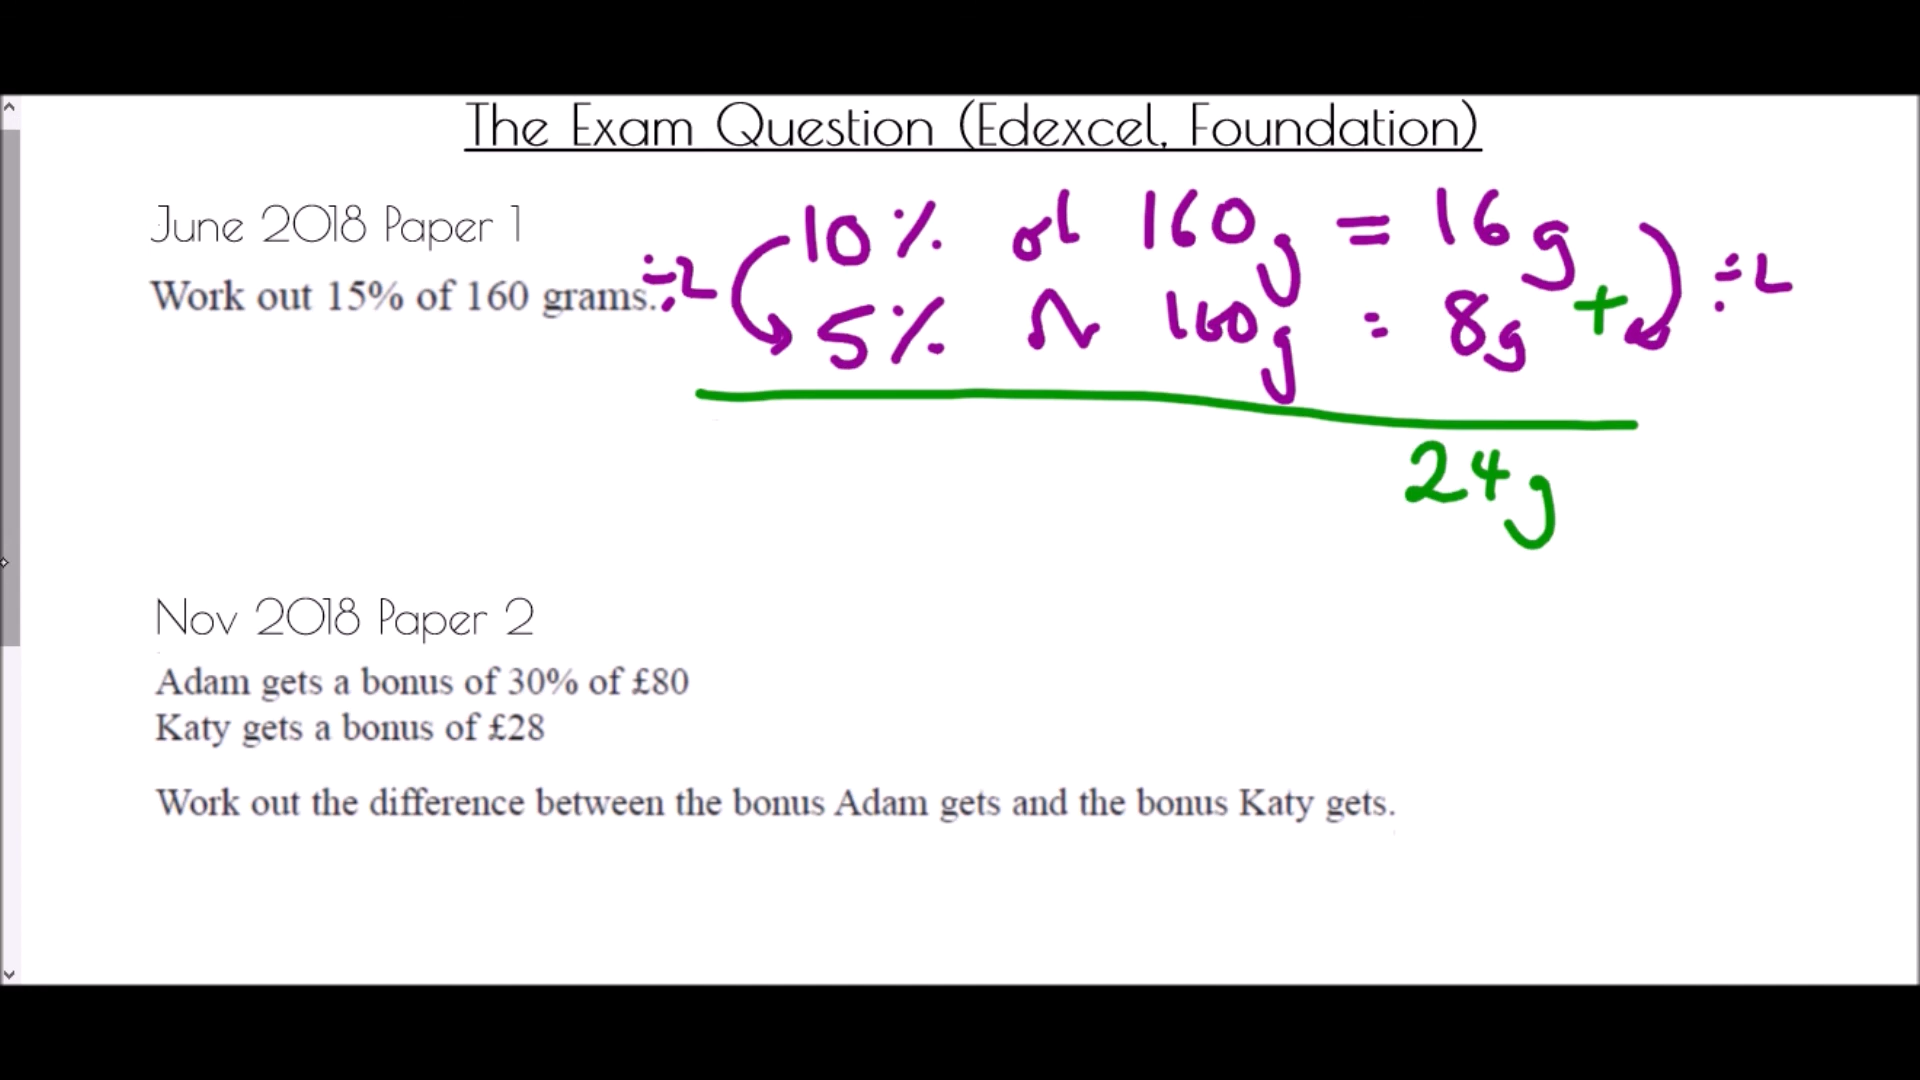 The Exam Question (Edexcel, Foundation)
June 2018 Paper 1
Work out 15% of 160 grams.
10% of 160g = 16g
÷2
÷2
5% of 160g = 8g +
24g
Nov 2018 Paper 2
Adam gets a bonus of 30% of £80
Katy gets a bonus of £28
Work out the difference between the bonus Adam gets and the bonus Katy gets.